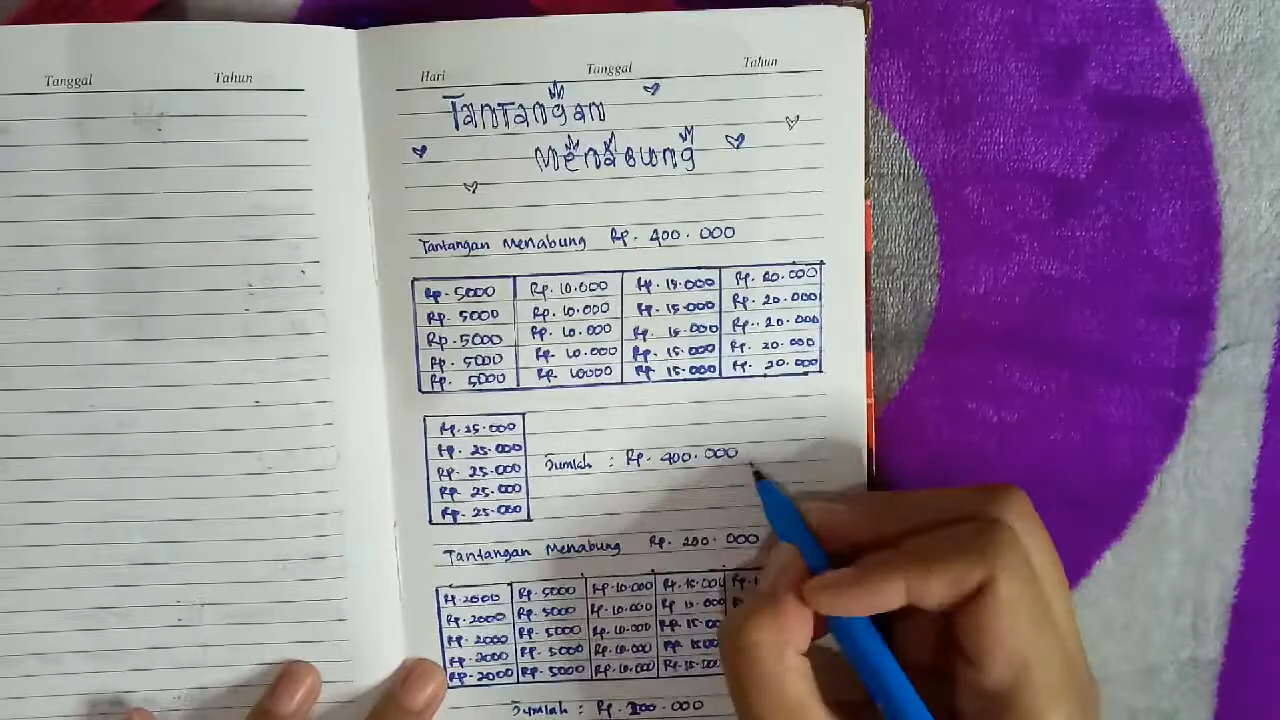 Tanggal Tahun
Hari Tanggal Tahun
Tantangan
Menabung
Tantangan Menabung Rp. 400.000
Rp. 5000 Rp. 10.000 Rp. 15.000 Rp. 20.000
Rp. 5000 Rp. 10.000 Rp. 15.000 Rp. 20.000
Rp. 5000 Rp. 10.000 Rp. 15.000 Rp. 20.000
Rp. 5000 Rp. 10.000 Rp. 15.000 Rp. 20.000
Rp. 5000 Rp 10000 Rp 15.000 Rp. 20.000
Rp. 25.000
Rp. 25.000
Rp. 25.000
Rp. 25.000
Rp. 25.000
Jumlah : Rp. 400.000
Tantangan Menabung Rp. 200.000
Rp. 2000 Rp. 5000 Rp. 10.000 Rp. 15.000 Rp.
Rp. 2000 Rp. 5000 Rp. 10.000 Rp 15.000
Rp. 2000 Rp. 5000 Rp. 10.000 Rp. 15.00
Rp. 2000 Rp. 5000 Rp. 10.000 Rp 1500
Rp. 2000 Rp. 5000 Rp. 10.000 Rp. 15.000
Jumlah : Rp. 200.000